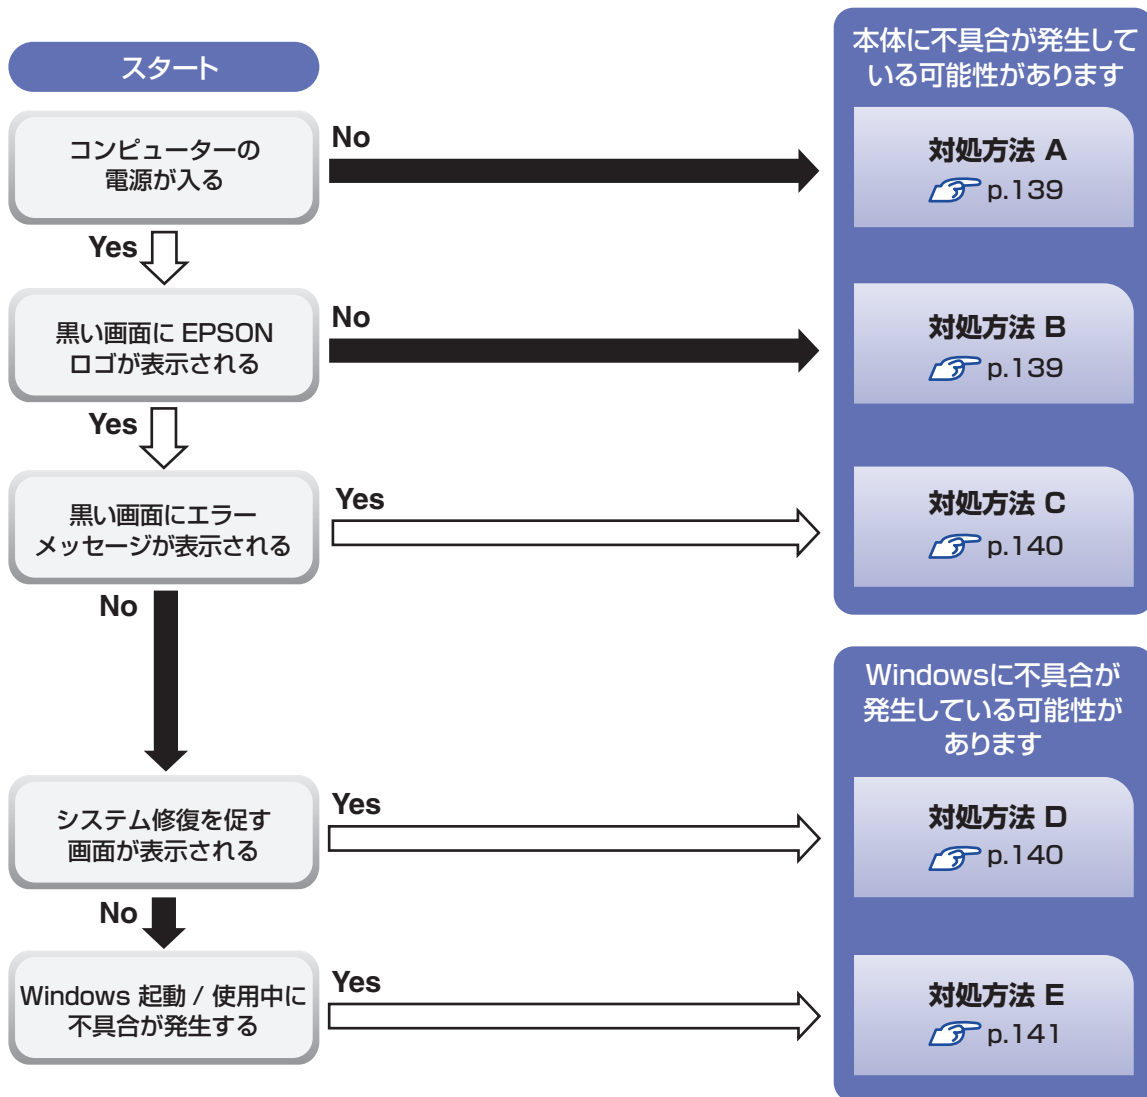 スタート
コンピューターの
電源が入る
No
本体に不具合が発生して
いる可能性があります
対処方法 A
p.139
Yes
黒い画面に EPSON
ロゴが表示される
No
対処方法 B
p.139
Yes
黒い画面にエラー
メッセージが表示される
Yes
対処方法 C
p.140
No
Windowsに不具合が
発生している可能性が
あります
システム修復を促す
画面が表示される
Yes
対処方法 D
p.140
No
Windows 起動 / 使用中に
不具合が発生する
Yes
対処方法 E
p.141